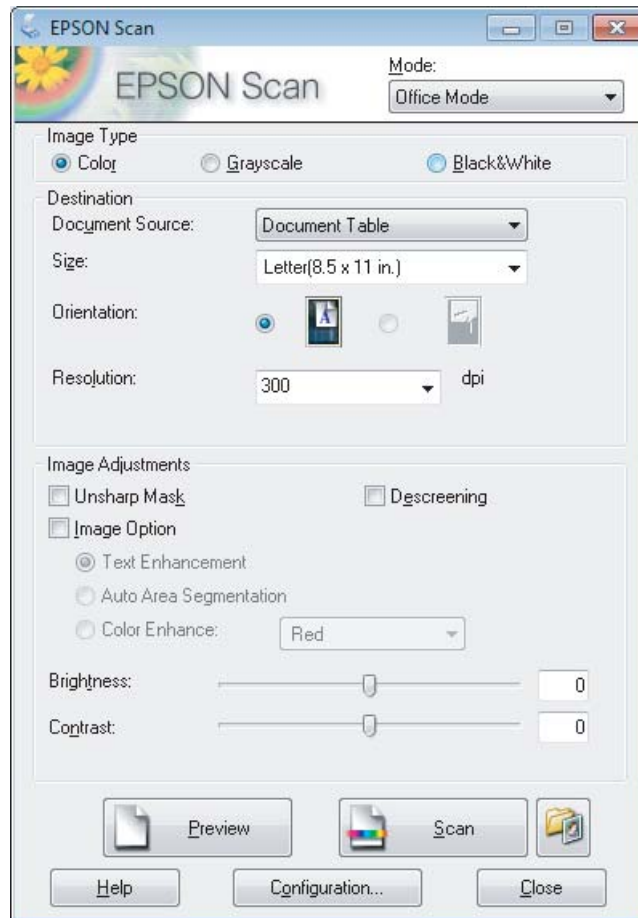 EPSON Scan
EPSON Scan
Mode:
Office Mode
Image Type
Color
Grayscale
Black&White
Destination
Document Source:
Document Table
Size:
Letter(8.5 x 11 in.)
Orientation:
A
Resolution:
300
dpi
Image Adjustments
Unsharp Mask
Descreening
Image Option
Text Enhancement
Auto Area Segmentation
Color Enhance:
Red
Brightness:
0
Contrast:
0
Preview
Scan
Help
Configuration...
Close